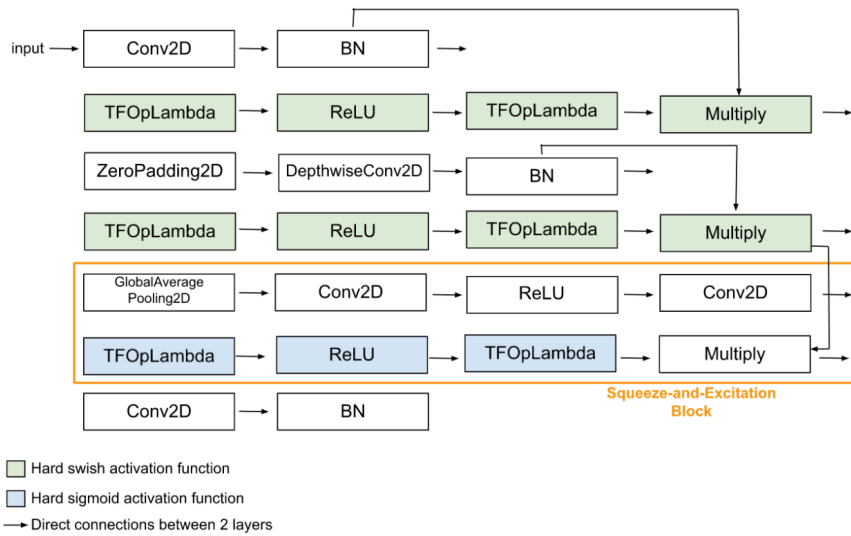 input
Conv2D
BN
TFOpLambda
ReLU
TFOpLambda
Multiply
ZeroPadding2D
DepthwiseConv2D
BN
TFOpLambda
ReLU
TFOpLambda
Multiply
GlobalAverage
Pooling2D
Conv2D
ReLU
Conv2D
TFOpLambda
ReLU
TFOpLambda
Multiply
Squeeze-and-Excitation
Block
Conv2D
BN
Hard swish activation function
Hard sigmoid activation function
Direct connections between 2 layers